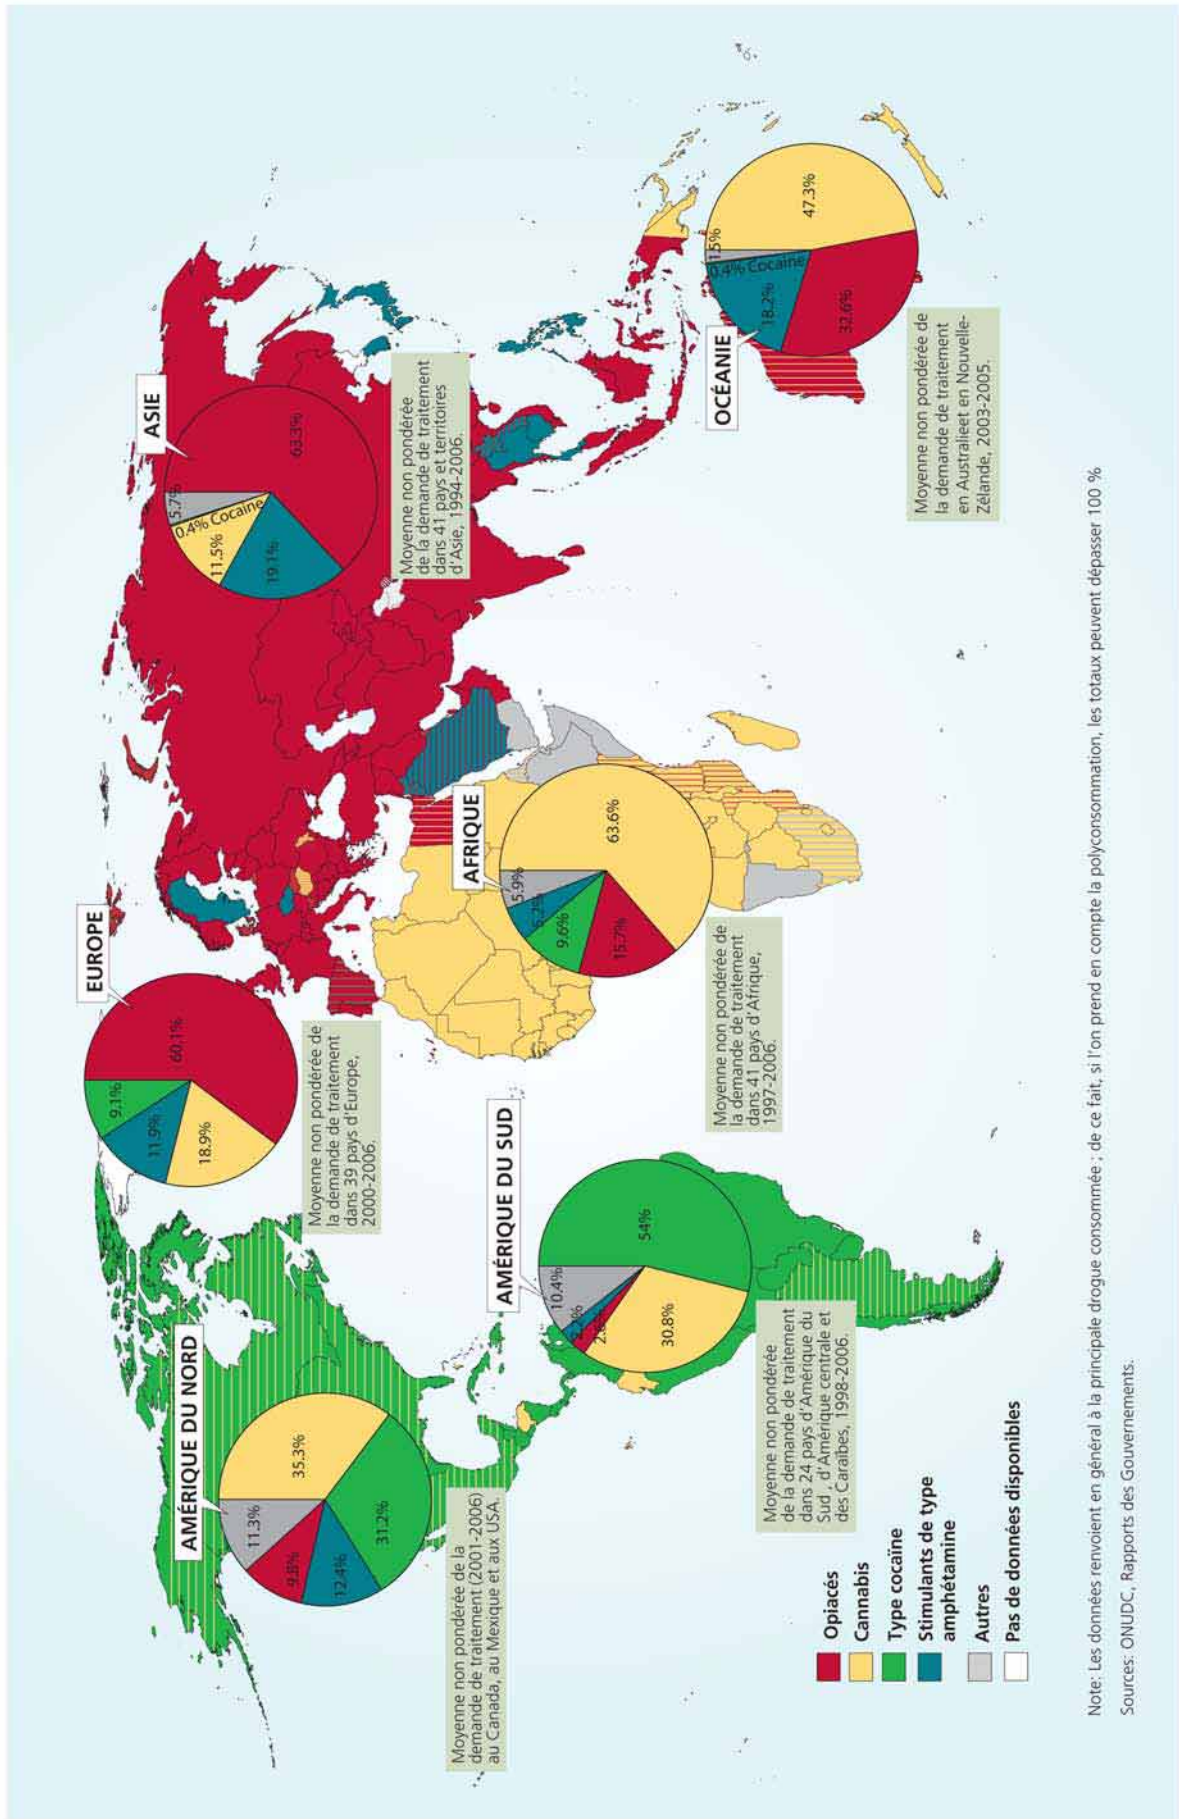 EUROPE
9.1%
60.1%
11.9%
18.9%
Moyenne non pondérée de
la demande de traitement
dans 39 pays d'Europe,
2000-2006.
ASIE
5.7%
0.4% Cocaïne
11.5%
63.3%
19.1%
Moyenne non pondérée
de la demande de traitement
dans 41 pays et territoires
d'Asie, 1994-2006.
AMÉRIQUE DU NORD
11.3%
35.3%
9.8%
12.4%
31.2%
Moyenne non pondérée de la
demande de traitement (2001-2006)
au Canada, au Mexique et aux USA.
AFRIQUE
5.9%
5.2%
9.6%
63.6%
15.7%
Moyenne non pondérée de
la demande de traitement
dans 41 pays d'Afrique,
1997-2006.
AMÉRIQUE DU SUD
10.4%
54%
30.8%
Moyenne non pondérée
de la demande de traitement
dans 24 pays d'Amérique du
Sud , d'Amérique centrale et
des Caraïbes, 1998-2006.
OCÉANIE
1.5%
0.4% Cocaïne
18.2%
47.3%
32.6%
Moyenne non pondérée de
la demande de traitement
en Australieet en Nouvelle-
Zélande, 2003-2005.
Opiacés
Cannabis
Type cocaïne
Stimulants de type
amphétamine
Autres
Pas de données disponibles
Note: Les données renvoient en général à la principale drogue consommée ; de ce fait, si l'on prend en compte la polyconsommation, les totaux peuvent dépasser 100 %
Sources: ONUDC, Rapports des Gouvernements.